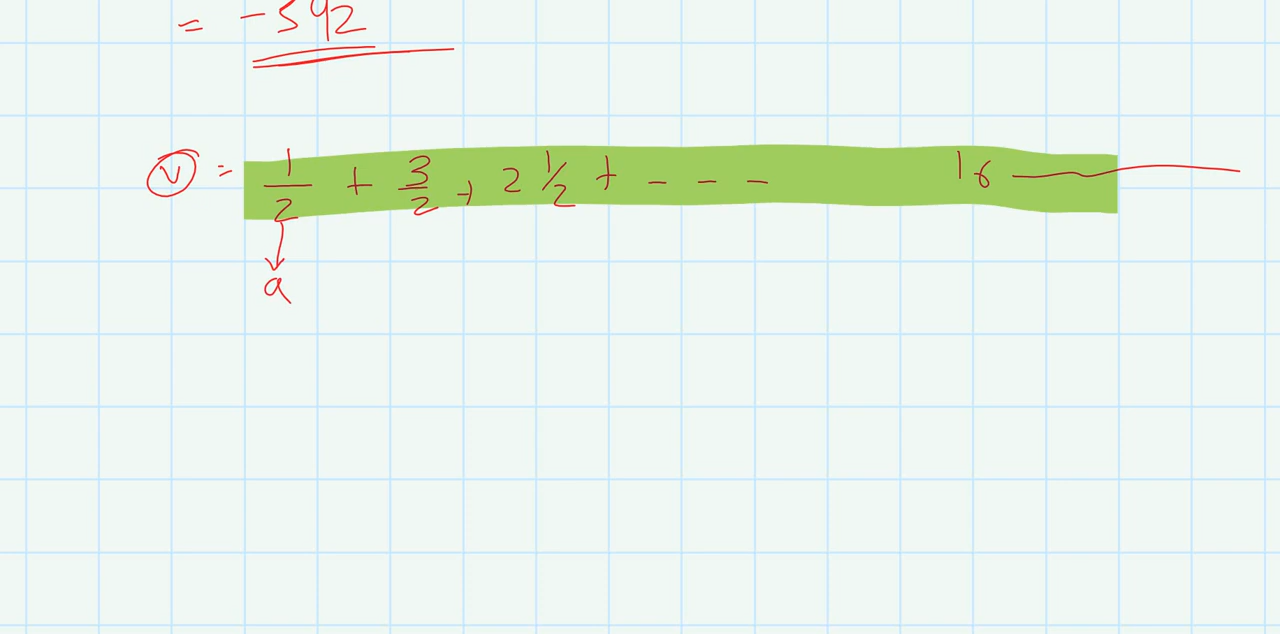 = -592
(v) = 1/2 + 3/2 + 2 1/2 + - - - 16
a